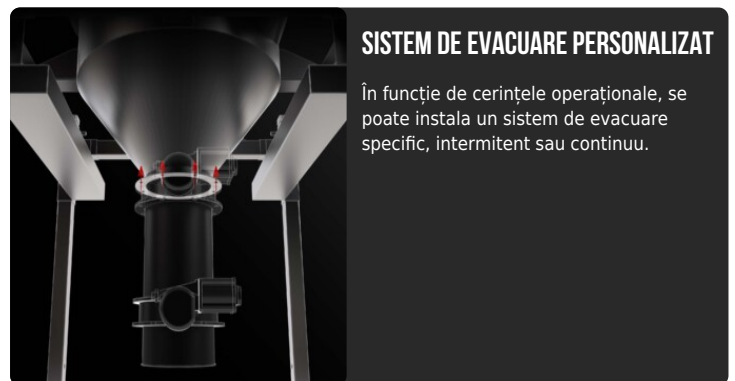 SISTEM DE EVACUARE PERSONALIZAT
În funcție de cerințele operaționale, se
poate instala un sistem de evacuare
specific, intermitent sau continuu.